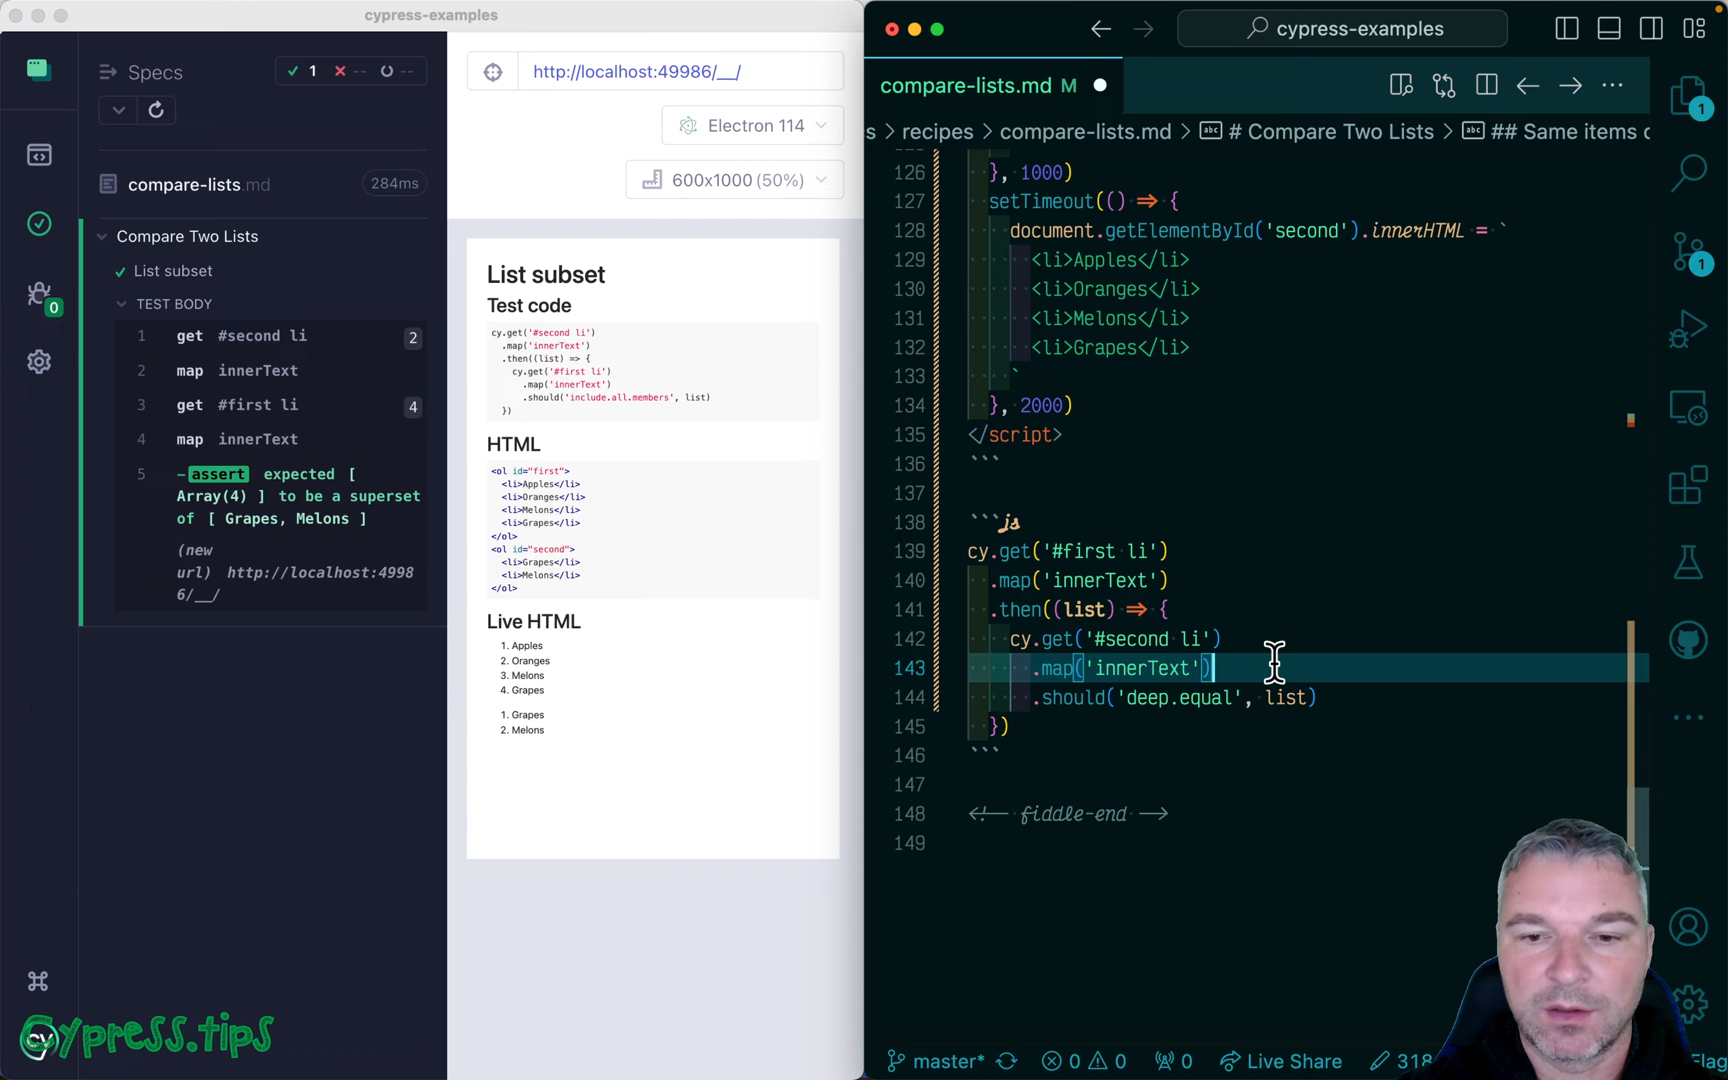 cypress-examples
Specs
1 -- --
compare-lists.md 284ms
Compare Two Lists
List subset
TEST BODY
1 get #second li 2
2 map innerText
3 get #first li 4
4 map innerText
5 -assert expected [
Array(4) ] to be a superset
of [ Grapes, Melons ]
(new
url) http://localhost:4998
6/__/
0
cy
Cypress.tips
http://localhost:49986/__/
Electron 114
600x1000 (50%)
List subset
Test code
cy.get('#second li')
.map('innerText')
.then((list) => {
cy.get('#first li')
.map('innerText')
.should('include.all.members', list)
})
HTML
<ol id="first">
<li>Apples</li>
<li>Oranges</li>
<li>Melons</li>
<li>Grapes</li>
</ol>
<ol id="second">
<li>Grapes</li>
<li>Melons</li>
</ol>
Live HTML
1. Apples
2. Oranges
3. Melons
4. Grapes
1. Grapes
2. Melons
cypress-examples
compare-lists.md M
s > recipes > compare-lists.md > # Compare Two Lists > ## Same items
126 }, 1000)
127 setTimeout(() => {
128 document.getElementById('second').innerHTML = `
129 <li>Apples</li>
130 <li>Oranges</li>
131 <li>Melons</li>
132 <li>Grapes</li>
133 `
134 }, 2000)
135 </script>
136 ```
137
138 ```js
139 cy.get('#first li')
140 .map('innerText')
141 .then((list) => {
142 cy.get('#second li')
143 .map('innerText')
144 .should('deep.equal', list)
145 })
146 ```
147
148 <!-- fiddle-end -->
149
1
1
master* 0 0 0 Live Share 318 Flag